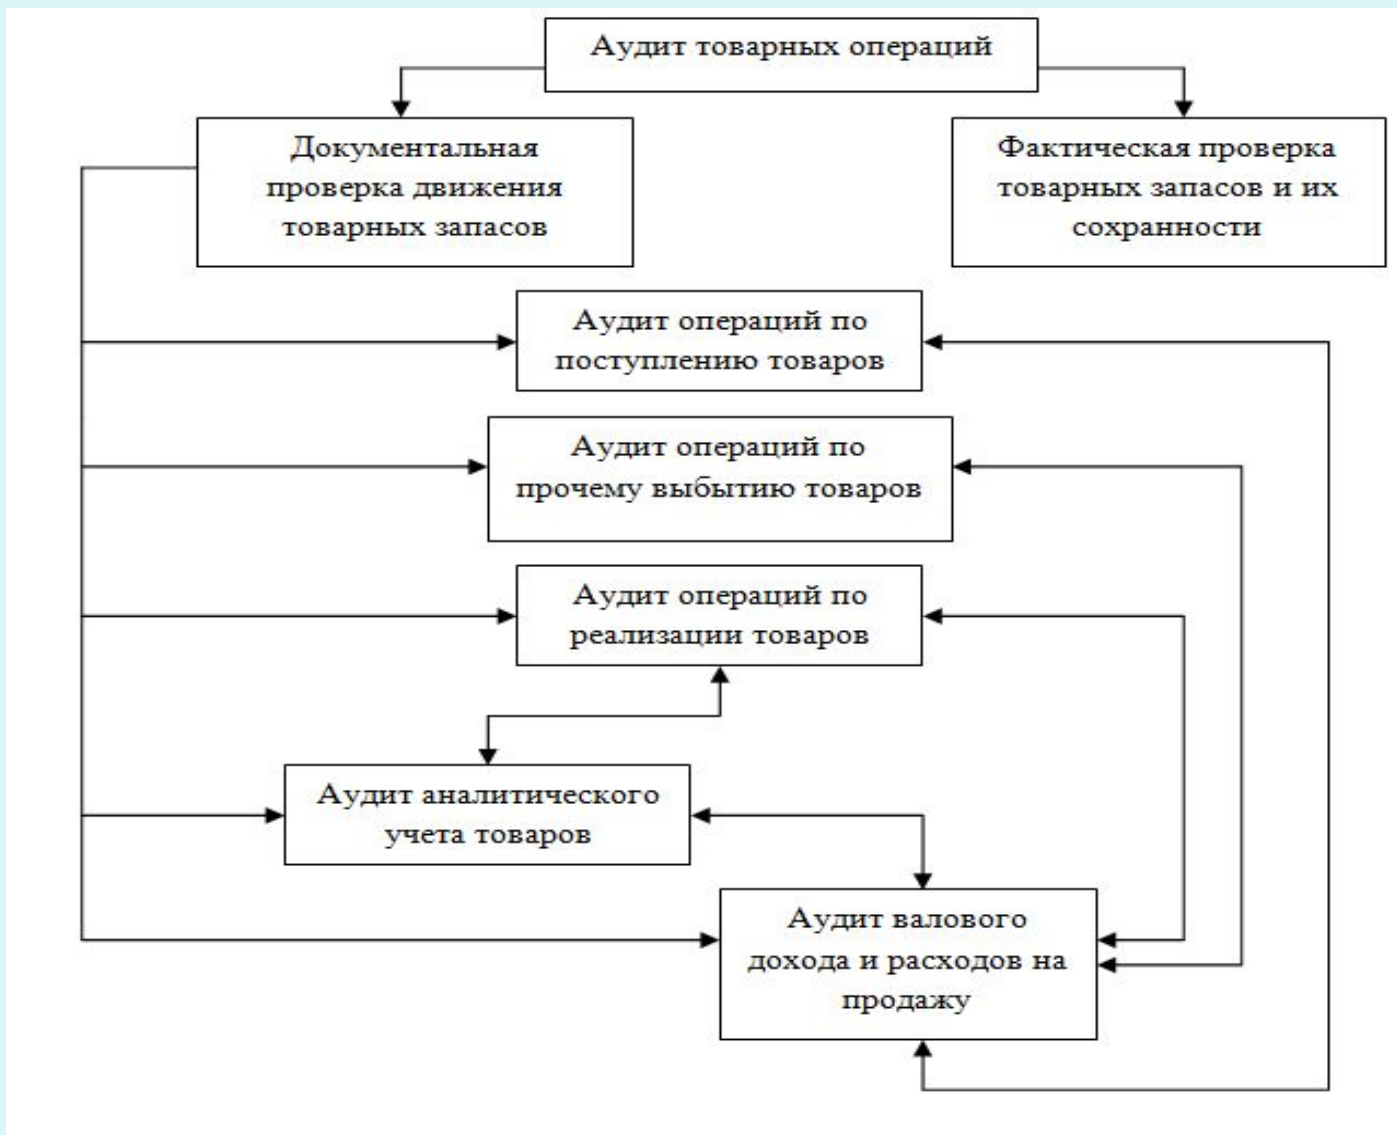 Аудит товарных операций
Документальная
проверка движения
товарных запасов
Фактическая проверка
товарных запасов и их
сохранности
Аудит операций по
поступлению товаров
Аудит операций по
прочему выбытию товаров
Аудит операций по
реализации товаров
Аудит аналитического
учета товаров
Аудит валового
дохода и расходов на
продажу